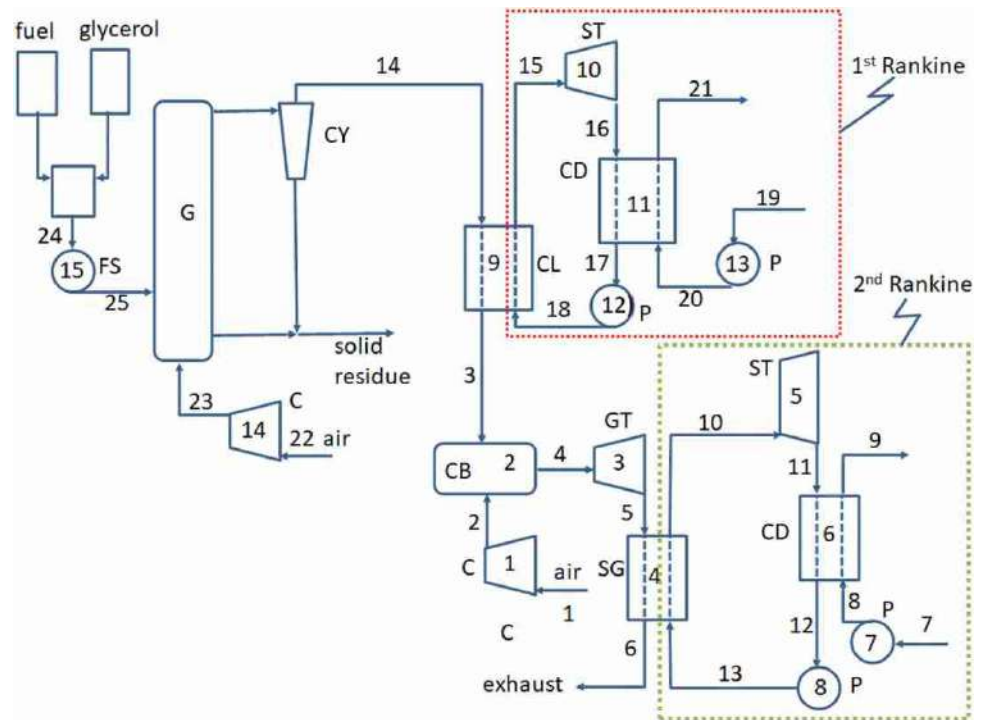 fuel glycerol
14
ST
15
10
1st Rankine
21
CY
16
CD
G
11
19
24
9
CL
17
13
P
15
FS
25
12
P
20
18
2nd Rankine
solid
residue
3
ST
23
C
5
14
22 air
GT
10
CB
2
4
3
11
9
2
5
CD
6
C
1
air
SG
4
1
8
P
C
12
7
7
6
13
exhaust
8
P